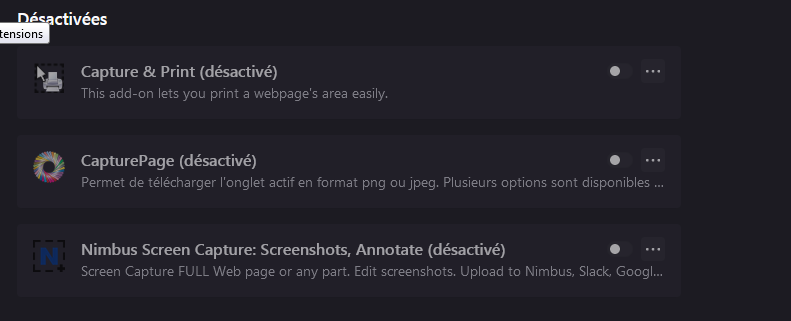 Désactivées
tensions
Capture & Print (désactivé)
This add-on lets you print a webpage's area easily.
CapturePage (désactivé)
Permet de télécharger l'onglet actif en format png ou jpeg. Plusieurs options sont disponibles ...
N
Nimbus Screen Capture: Screenshots, Annotate (désactivé)
Screen Capture FULL Web page or any part. Edit screenshots. Upload to Nimbus, Slack, Googl...